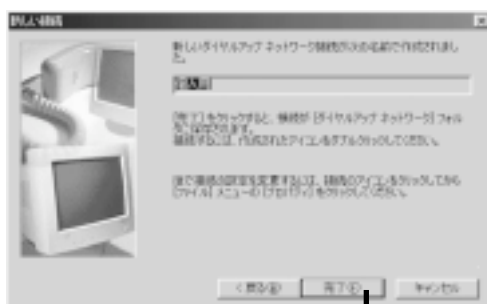 新しい接続
新しいダイヤルアップ ネットワーク接続が次の名前で作成されまし
た。
[完了] をクリックすると、接続が [ダイヤルアップ ネットワーク] フォル
ダに保存されます。
接続するには、作成されたアイコンをダブルクリックしてください。
後で接続の設定を変更するには、接続のアイコンをクリックしてから
[ファイル] メニューの [プロパティ] をクリックしてください。
< 戻る(B)
完了(F)
キャンセル